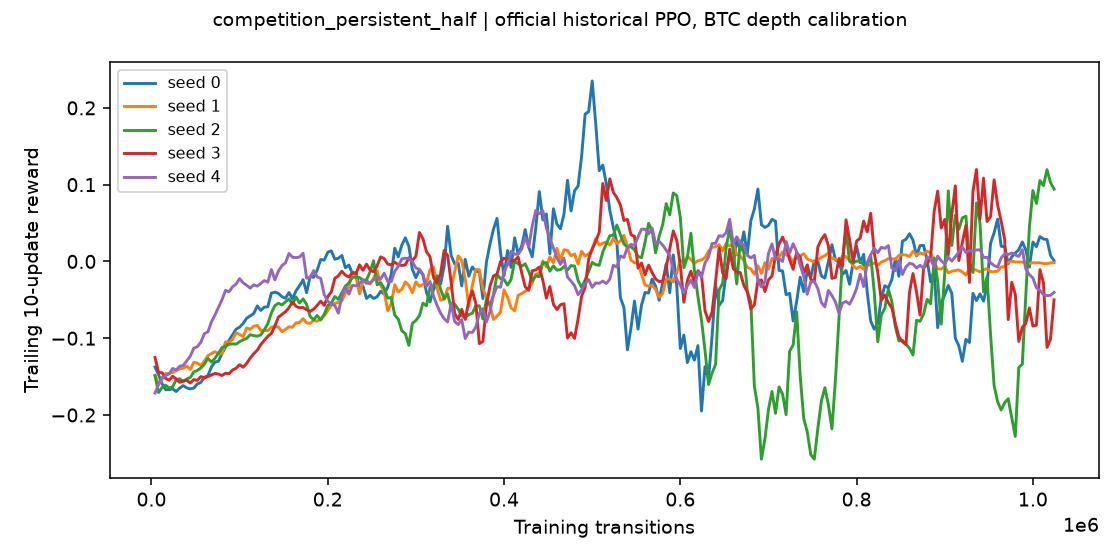 competition_persistent_half | official historical PPO, BTC depth calibration
seed 0
seed 1
seed 2
seed 3
seed 4
Trailing 10-update reward
0.2
0.1
0.0
−0.1
−0.2
0.0 0.2 0.4 0.6 0.8 1.0
1e6
Training transitions